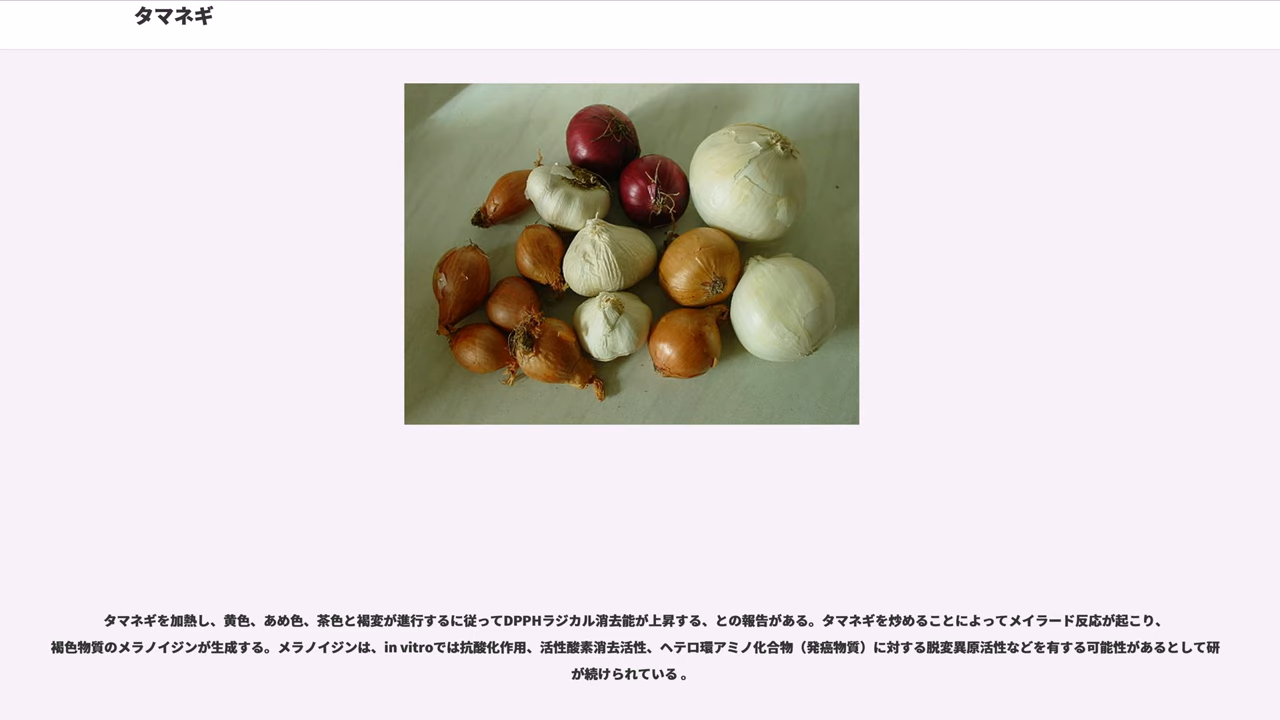 タマネギ
タマネギを加熱し、黄色、あめ色、茶色と褐変が進行するに従ってDPPHラジカル消去能が上昇する、との報告がある。タマネギを炒めることによってメイラード反応が起こり、
褐色物質のメラノイジンが生成する。メラノイジンは、in vitroでは抗酸化作用、活性酸素消去活性、ヘテロ環アミノ化合物（発癌物質）に対する脱変異原活性などを有する可能性があるとして研
が続けられている 。